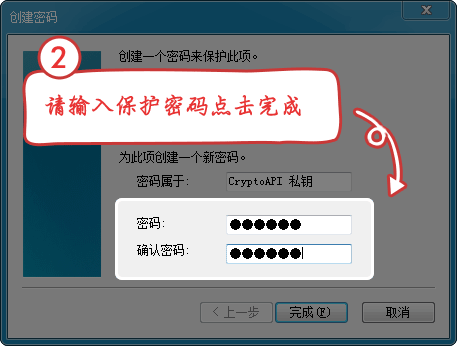 创建密码
创建一个密码来保护此项。
2
请输入保护密码点击完成
为此项创建一个新密码。
密码属于: CryptoAPI 私钥
密码: ●●●●●●
确认密码: ●●●●●●
<上一步 完成(F) 取消